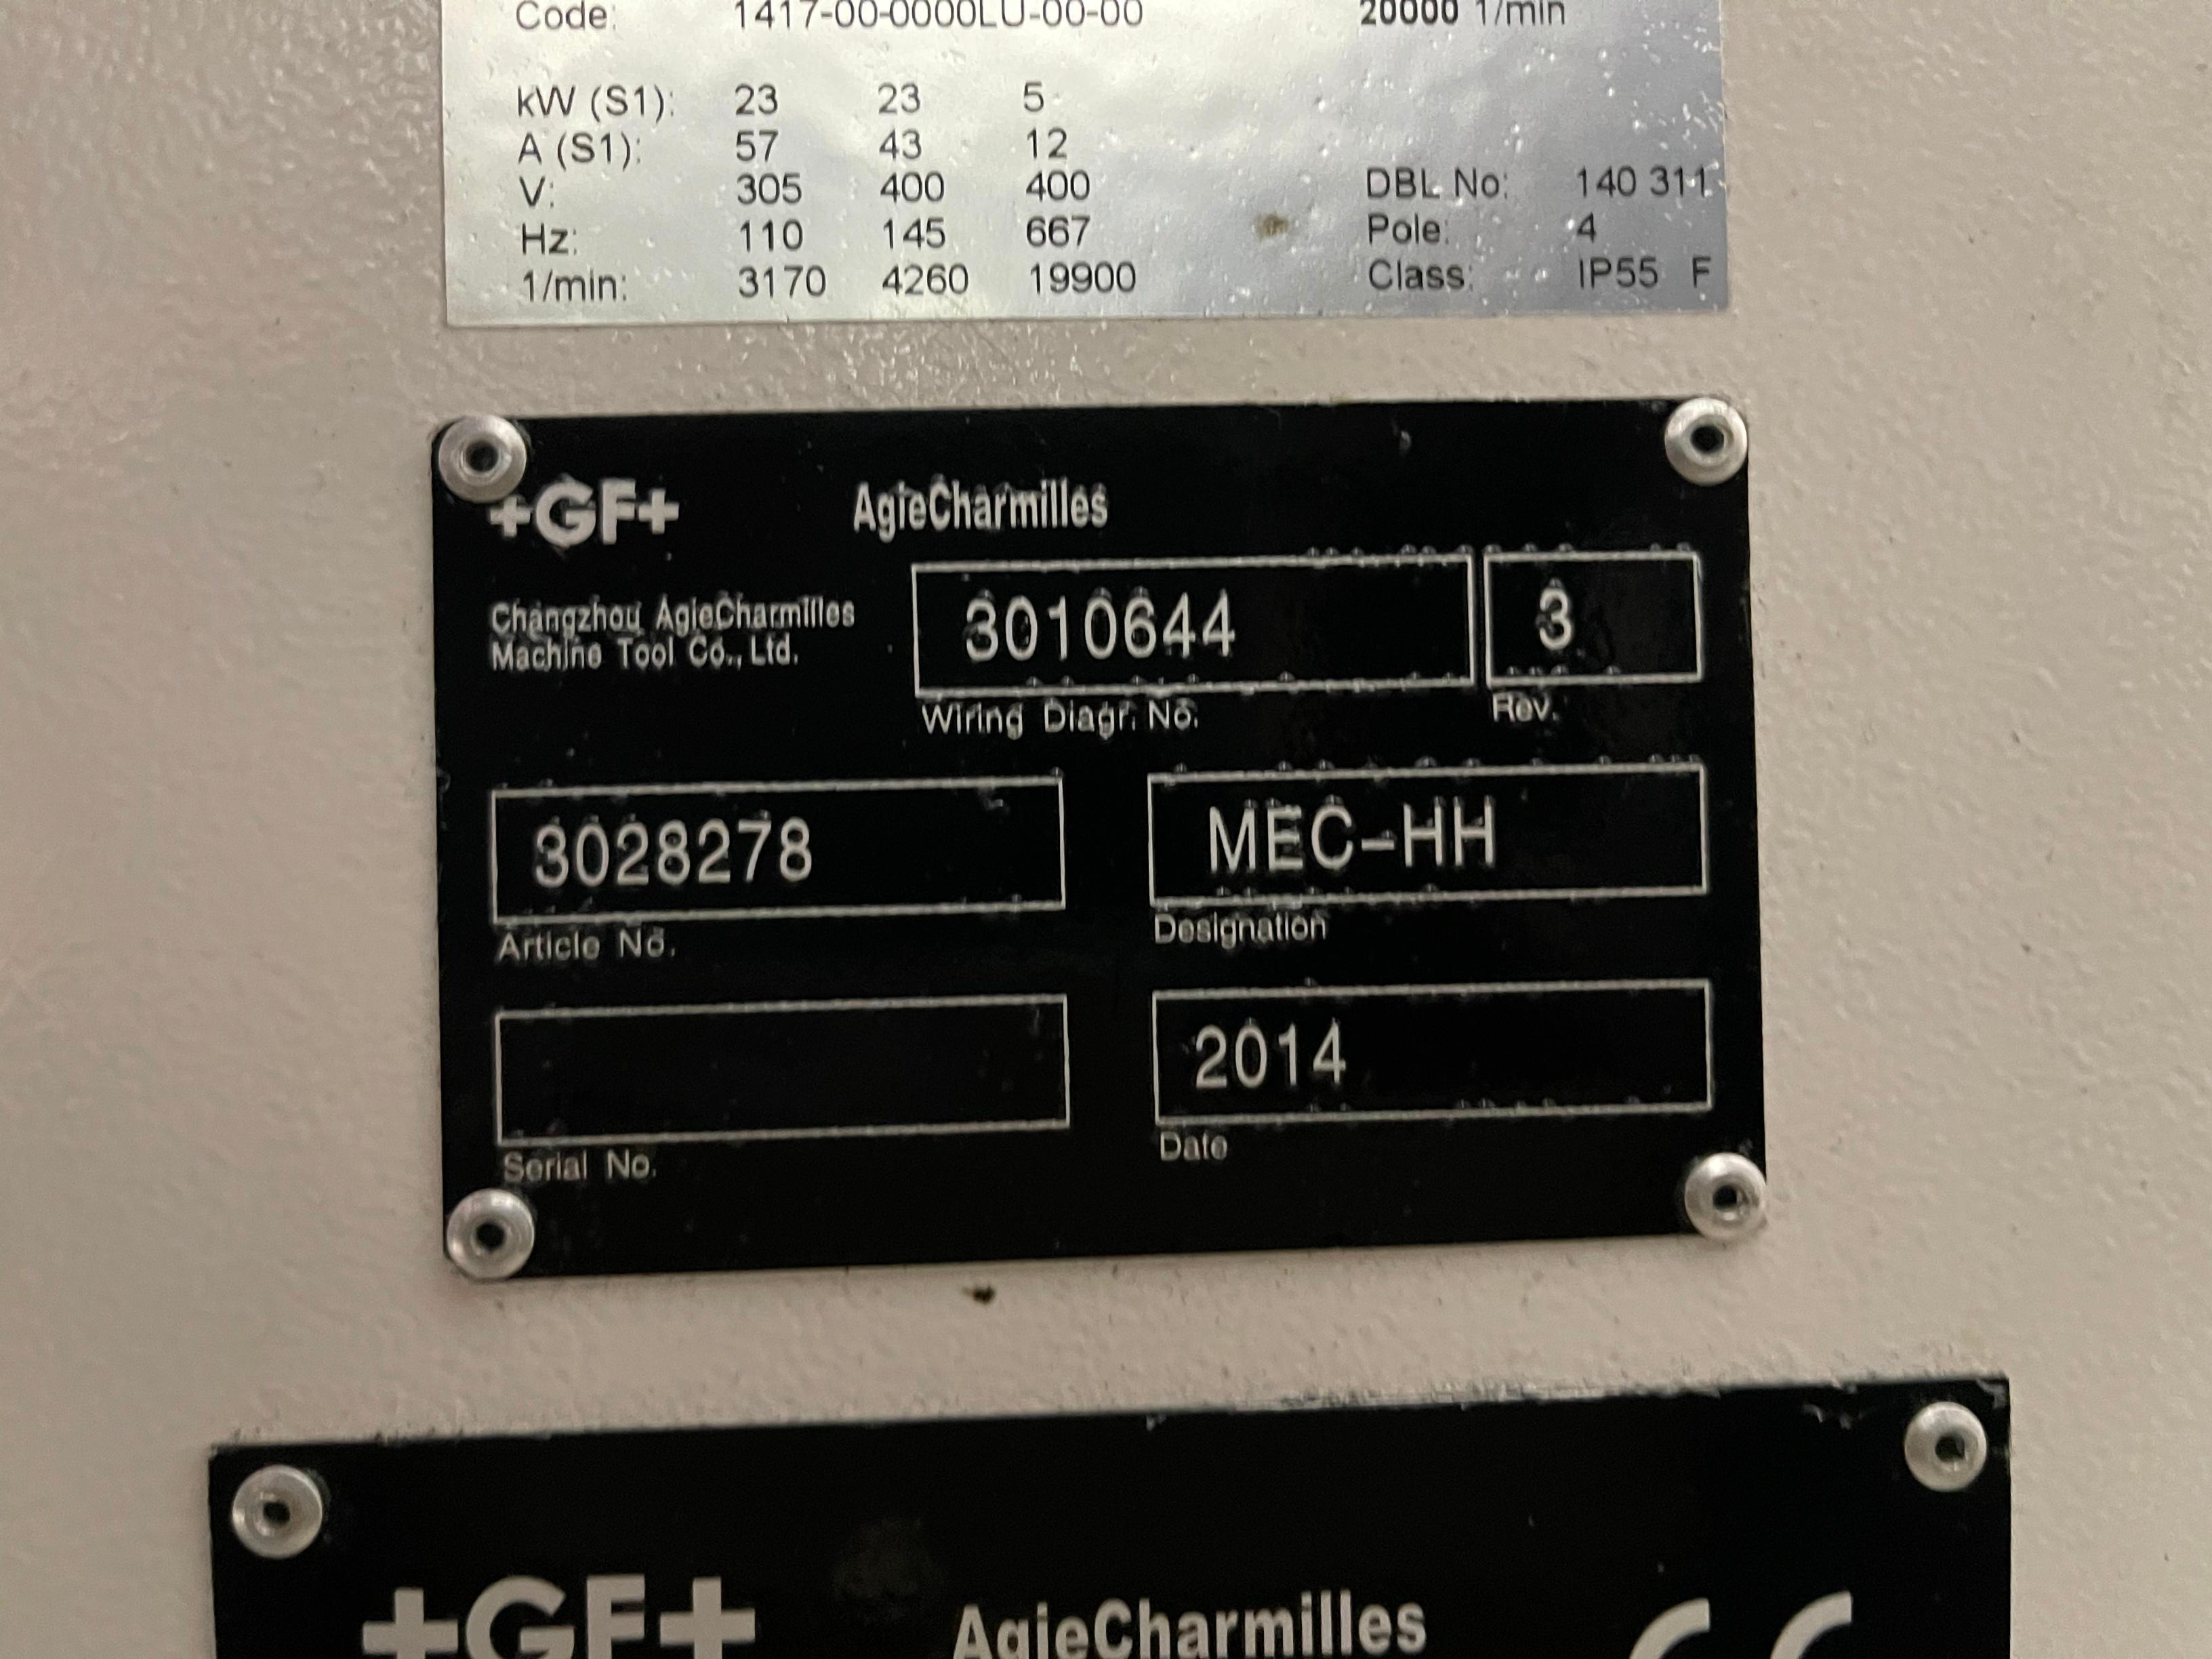 Code: 1417-00-0000LU-00-00 20000 1/min
kW (S1): 23 23 5
A (S1): 57 43 12
V: 305 400 400 DBL No: 140 311
Hz: 110 145 667 Pole: 4
1/min: 3170 4260 19900 Class: IP55 F
+GF+ AgieCharmilles
Changzhou AgieCharmilles
Machine Tool Co., Ltd.
3010644 3
Wiring Diagr. No. Rev.
3028278 MEC-HH
Article No. Designation
2014
Serial No. Date
+GF+ AgieCharmilles CE